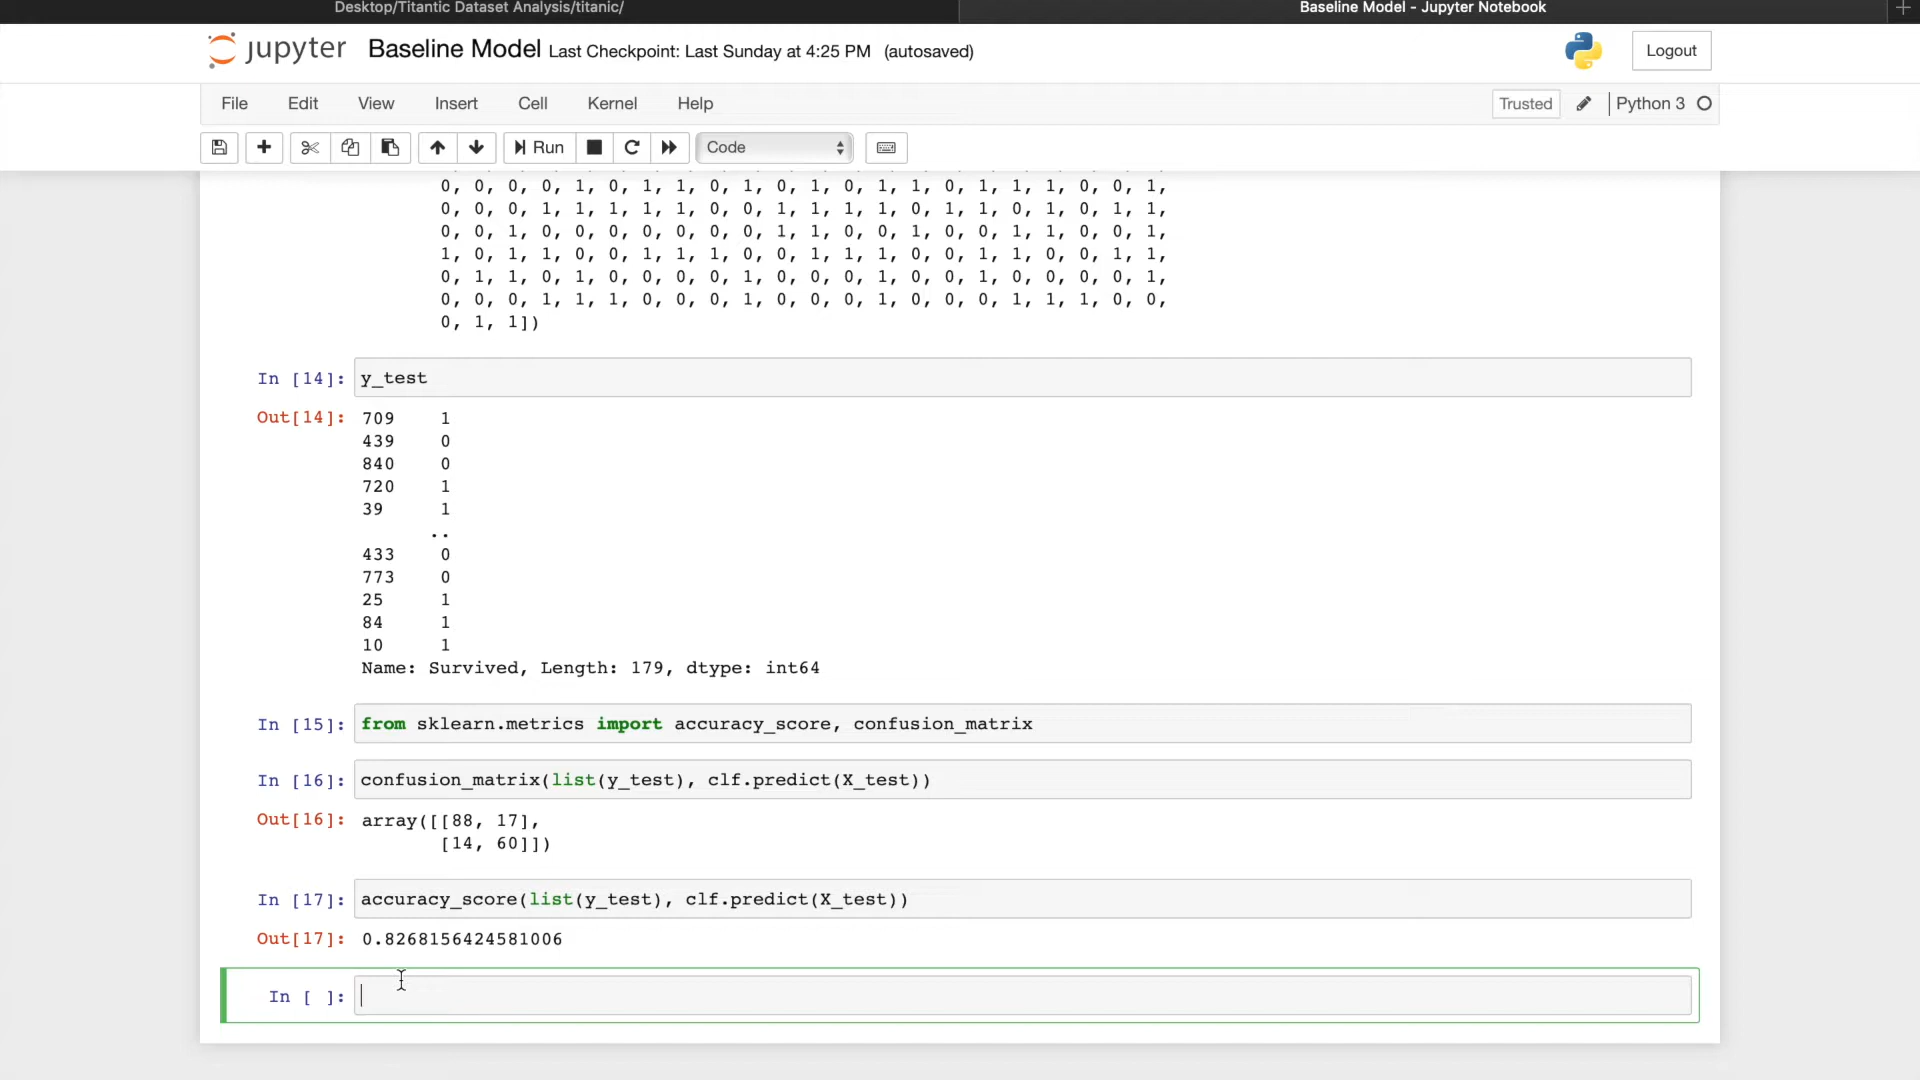 Desktop/Titantic Dataset Analysis/titanic/
Baseline Model - Jupyter Notebook
jupyter Baseline Model Last Checkpoint: Last Sunday at 4:25 PM (autosaved)
Logout
File Edit View Insert Cell Kernel Help
Trusted Python 3
Run Code
0, 0, 0, 0, 1, 0, 1, 1, 0, 1, 0, 1, 0, 1, 1, 0, 1, 1, 1, 0, 0, 1,
0, 0, 0, 1, 1, 1, 1, 1, 0, 0, 1, 1, 1, 1, 0, 1, 1, 0, 1, 0, 1, 1,
0, 0, 1, 0, 0, 0, 0, 0, 0, 0, 1, 1, 0, 0, 1, 0, 0, 1, 1, 0, 0, 1,
1, 0, 1, 1, 0, 0, 1, 1, 1, 0, 0, 1, 1, 1, 0, 0, 1, 1, 0, 0, 1, 1,
0, 1, 1, 0, 1, 0, 0, 0, 0, 1, 0, 0, 0, 1, 0, 0, 1, 0, 0, 0, 0, 1,
0, 0, 0, 1, 1, 1, 0, 0, 0, 1, 0, 0, 0, 1, 0, 0, 0, 1, 1, 1, 0, 0,
0, 1, 1])
In [14]: y_test
Out[14]: 709 1
439 0
840 0
720 1
39 1
..
433 0
773 0
25 1
84 1
10 1
Name: Survived, Length: 179, dtype: int64
In [15]: from sklearn.metrics import accuracy_score, confusion_matrix
In [16]: confusion_matrix(list(y_test), clf.predict(X_test))
Out[16]: array([[88, 17],
[14, 60]])
In [17]: accuracy_score(list(y_test), clf.predict(X_test))
Out[17]: 0.8268156424581006
In [ ]: